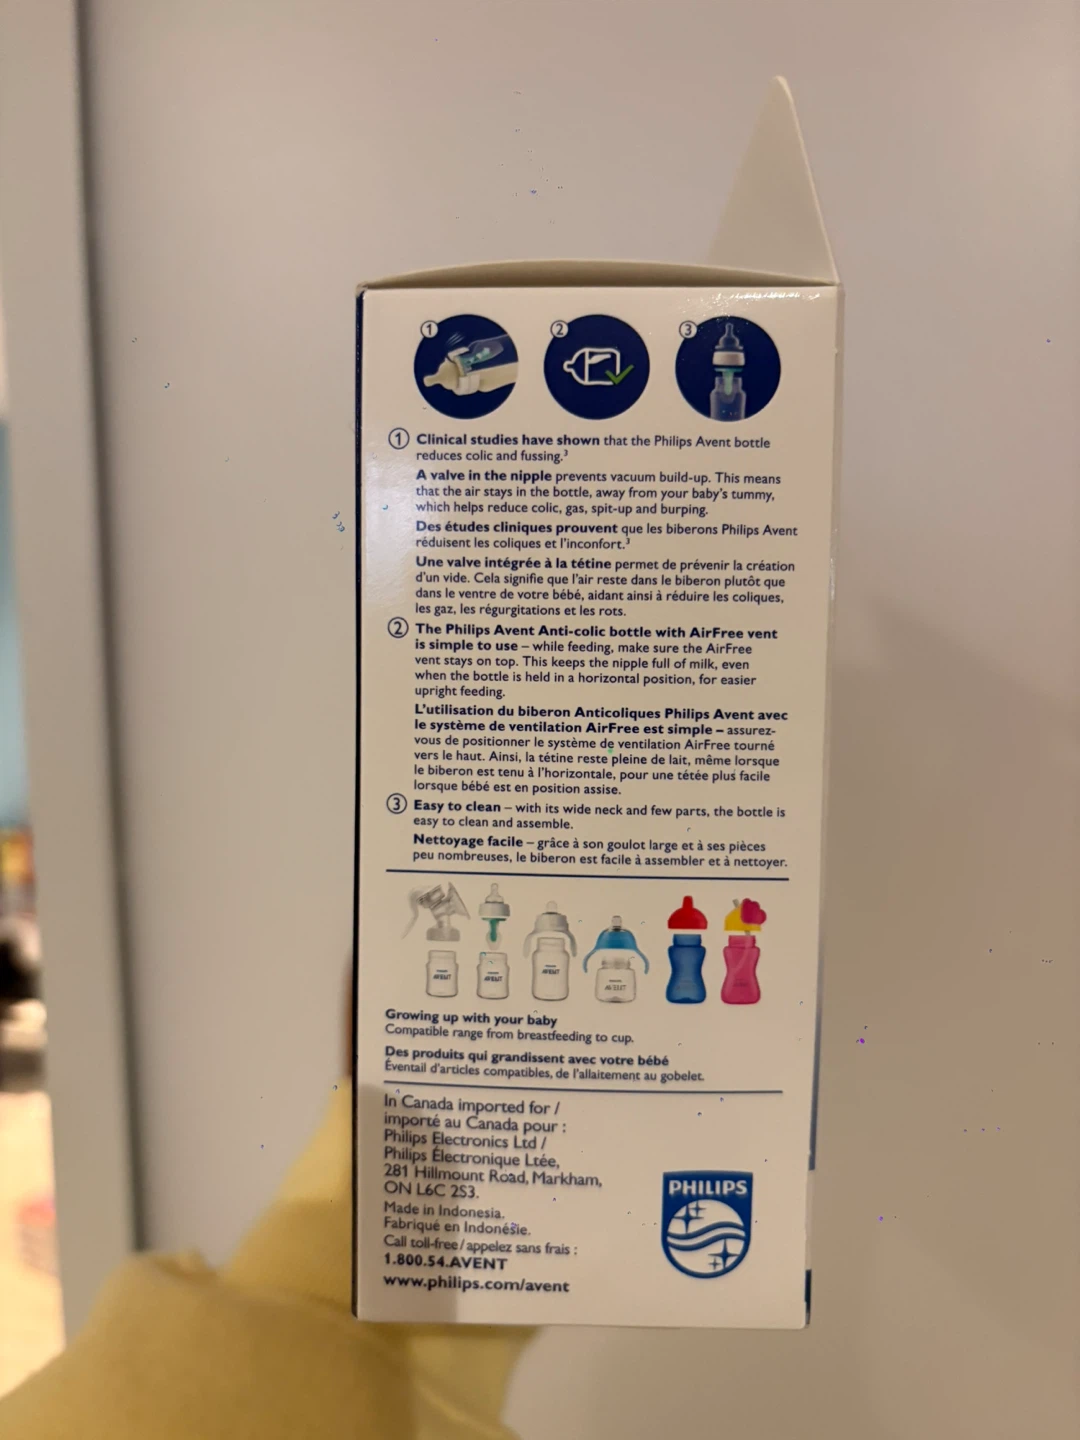 1 2 3
1 Clinical studies have shown that the Philips Avent bottle
reduces colic and fussing.³
A valve in the nipple prevents vacuum build-up. This means
that the air stays in the bottle, away from your baby's tummy,
which helps reduce colic, gas, spit-up and burping.
Des études cliniques prouvent que les biberons Philips Avent
réduisent les coliques et l'inconfort.³
Une valve intégrée à la tétine permet de prévenir la création
d'un vide. Cela signifie que l'air reste dans le biberon plutôt que
dans le ventre de votre bébé, aidant ainsi à réduire les coliques,
les gaz, les régurgitations et les rots.
2 The Philips Avent Anti-colic bottle with AirFree vent
is simple to use – while feeding, make sure the AirFree
vent stays on top. This keeps the nipple full of milk, even
when the bottle is held in a horizontal position, for easier
upright feeding.
L'utilisation du biberon Anticoliques Philips Avent avec
le système de ventilation AirFree est simple – assurez-
vous de positionner le système de ventilation AirFree tourné
vers le haut. Ainsi, la tétine reste pleine de lait, même lorsque
le biberon est tenu à l'horizontale, pour une tétée plus facile
lorsque bébé est en position assise.
3 Easy to clean – with its wide neck and few parts, the bottle is
easy to clean and assemble.
Nettoyage facile – grâce à son goulot large et à ses pièces
peu nombreuses, le biberon est facile à assembler et à nettoyer.
AVENT AVENT AVENT AVENT
Growing up with your baby
Compatible range from breastfeeding to cup.
Des produits qui grandissent avec votre bébé
Éventail d'articles compatibles, de l'allaitement au gobelet.
In Canada imported for /
importé au Canada pour :
Philips Electronics Ltd /
Philips Électronique Ltée,
281 Hillmount Road, Markham,
ON L6C 2S3.
Made in Indonesia.
Fabriqué en Indonésie.
Call toll-free/appelez sans frais :
1.800.54.AVENT
www.philips.com/avent
PHILIPS